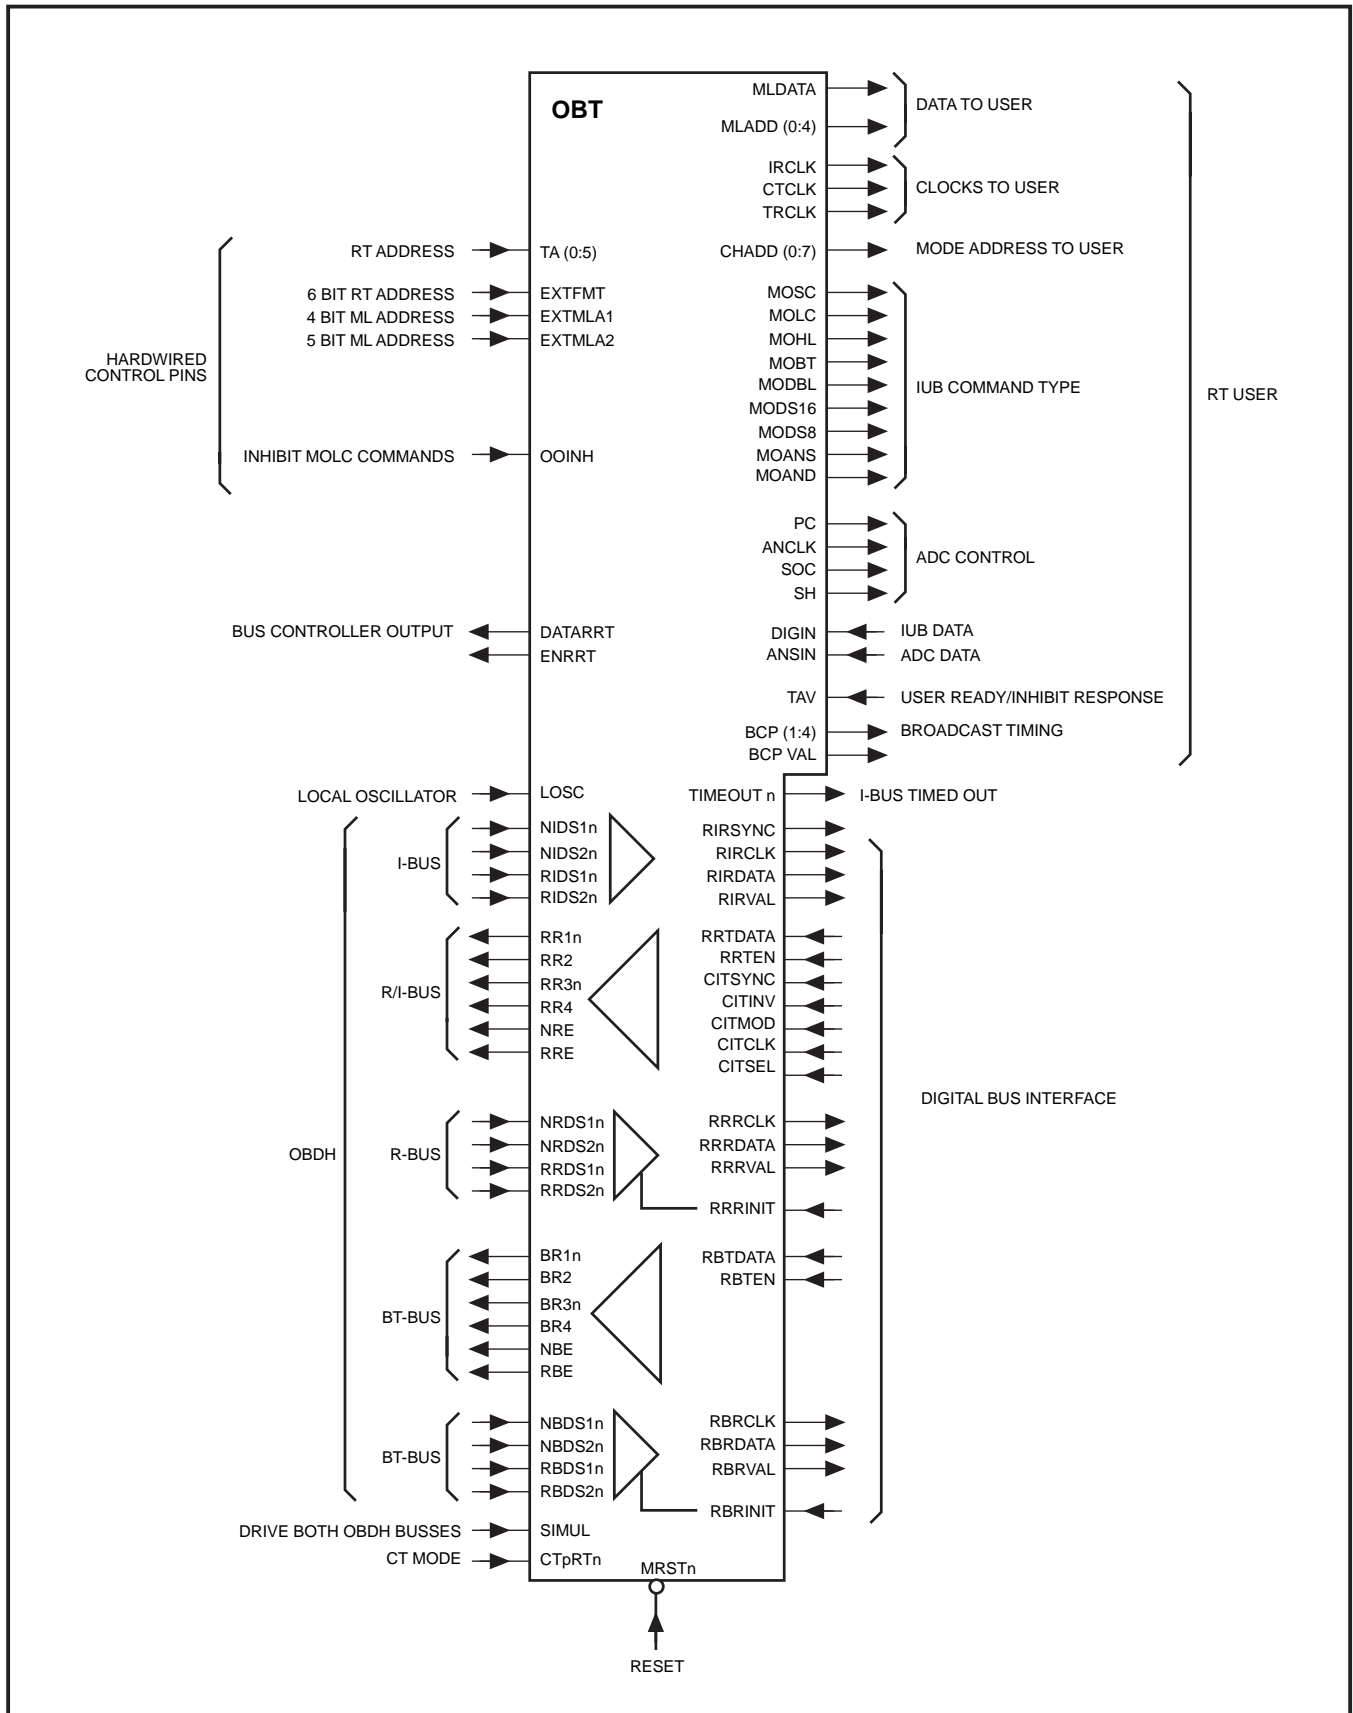 OBT
HARDWIRED
CONTROL PINS
RT ADDRESS
6 BIT RT ADDRESS
4 BIT ML ADDRESS
5 BIT ML ADDRESS
INHIBIT MOLC COMMANDS
BUS CONTROLLER OUTPUT
LOCAL OSCILLATOR
OBDH
I-BUS
R/I-BUS
R-BUS
BT-BUS
BT-BUS
DRIVE BOTH OBDH BUSSES
CT MODE
TA (0:5)
EXTFMT
EXTMLA1
EXTMLA2
OOINH
DATARRT
ENRRT
LOSC
NIDS1n
NIDS2n
RIDS1n
RIDS2n
RR1n
RR2
RR3n
RR4
NRE
RRE
NRDS1n
NRDS2n
RRDS1n
RRDS2n
BR1n
BR2
BR3n
BR4
NBE
RBE
NBDS1n
NBDS2n
RBDS1n
RBDS2n
SIMUL
CTpRTn
MRSTn
RESET
MLDATA
MLADD (0:4)
IRCLK
CTCLK
TRCLK
CHADD (0:7)
MOSC
MOLC
MOHL
MOBT
MODBL
MODS16
MODS8
MOANS
MOAND
PC
ANCLK
SOC
SH
DIGIN
ANSIN
TAV
BCP (1:4)
BCP VAL
TIMEOUT n
RIRSYNC
RIRCLK
RIRDATA
RIRVAL
RRTDATA
RRTEN
CITSYNC
CITINV
CITMOD
CITCLK
CITSEL
RRRCLK
RRRDATA
RRRVAL
RRRINIT
RBTDATA
RBTEN
RBRCLK
RBRDATA
RBRVAL
RBRINIT
DATA TO USER
CLOCKS TO USER
MODE ADDRESS TO USER
IUB COMMAND TYPE
ADC CONTROL
IUB DATA
ADC DATA
USER READY/INHIBIT RESPONSE
BROADCAST TIMING
I-BUS TIMED OUT
DIGITAL BUS INTERFACE
RT USER